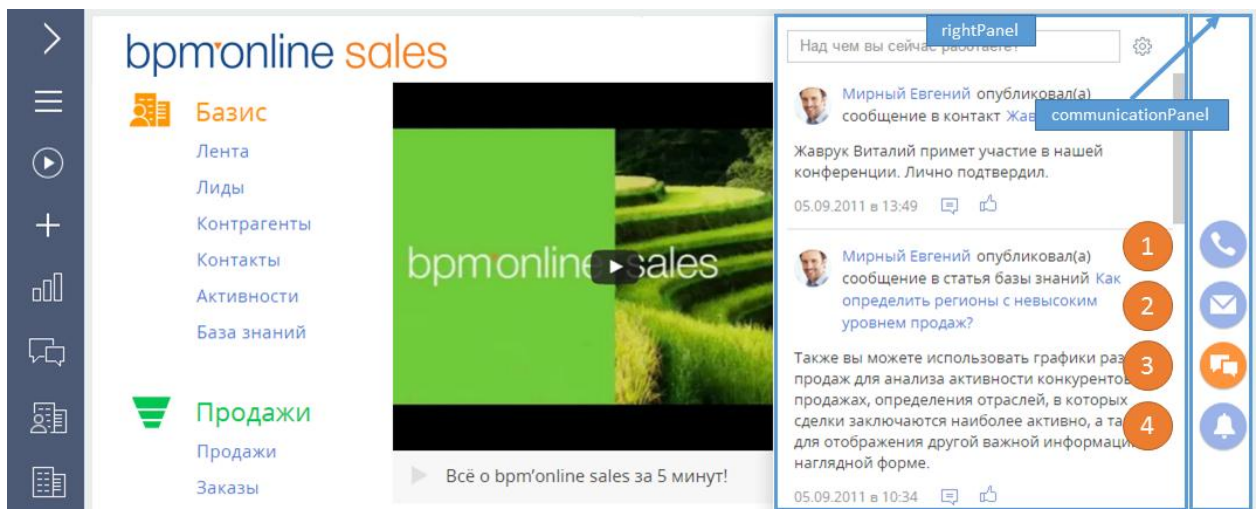 bpm'online sales
Базис
Лента
Лиды
Контрагенты
Контакты
Активности
База знаний
Продажи
Продажи
Заказы
bpm'online sales
Всё о bpm'online sales за 5 минут!
rightPanel
Над чем вы сейчас работаете?
communicationPanel
Мирный Евгений опубликовал(а)
сообщение в контакт Жав
Жаврук Виталий примет участие в нашей
конференции. Лично подтвердил.
05.09.2011 в 13:49
Мирный Евгений опубликовал(а)
сообщение в статья базы знаний Как
определить регионы с невысоким
уровнем продаж?
Также вы можете использовать графики раз
продаж для анализа активности конкурентов
продажах, определения отраслей, в которых
сделки заключаются наиболее активно, а та
для отображения другой важной информаци
наглядной форме.
05.09.2011 в 10:34
1
2
3
4